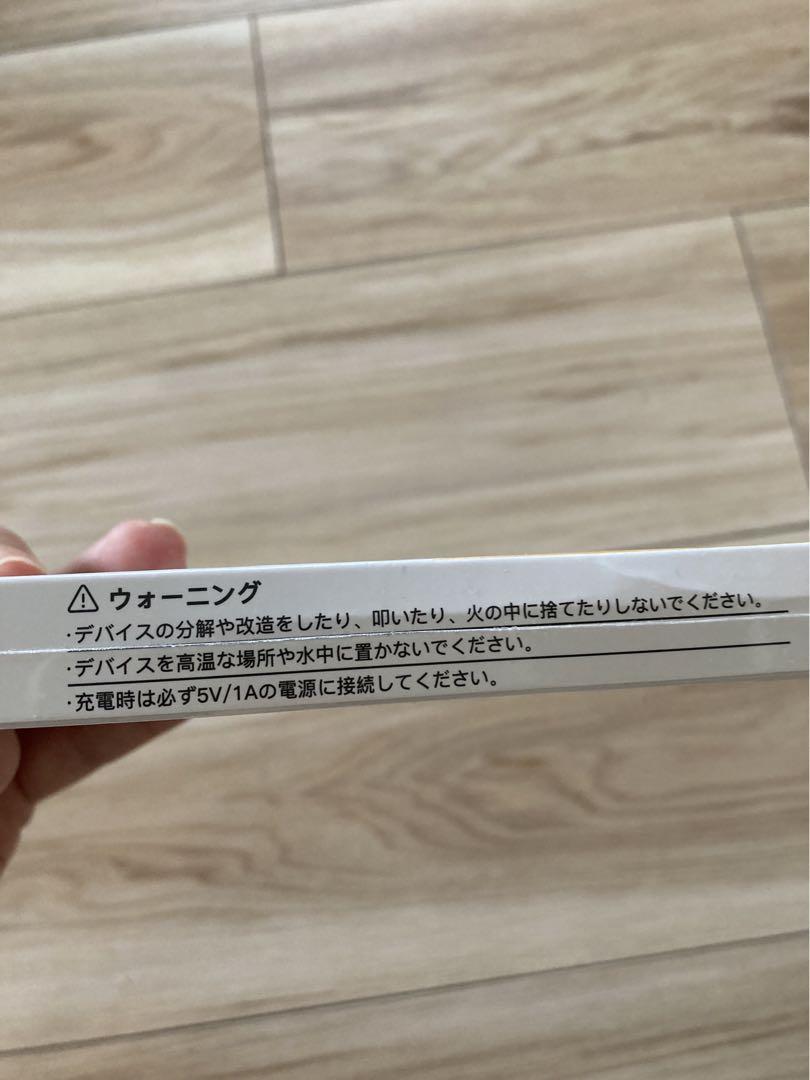 ⚠ ウォーニング
·デバイスの分解や改造をしたり、叩いたり、火の中に捨てたりしないでください。
·デバイスを高温な場所や水中に置かないでください。
·充電時は必ず5V/1Aの電源に接続してください。